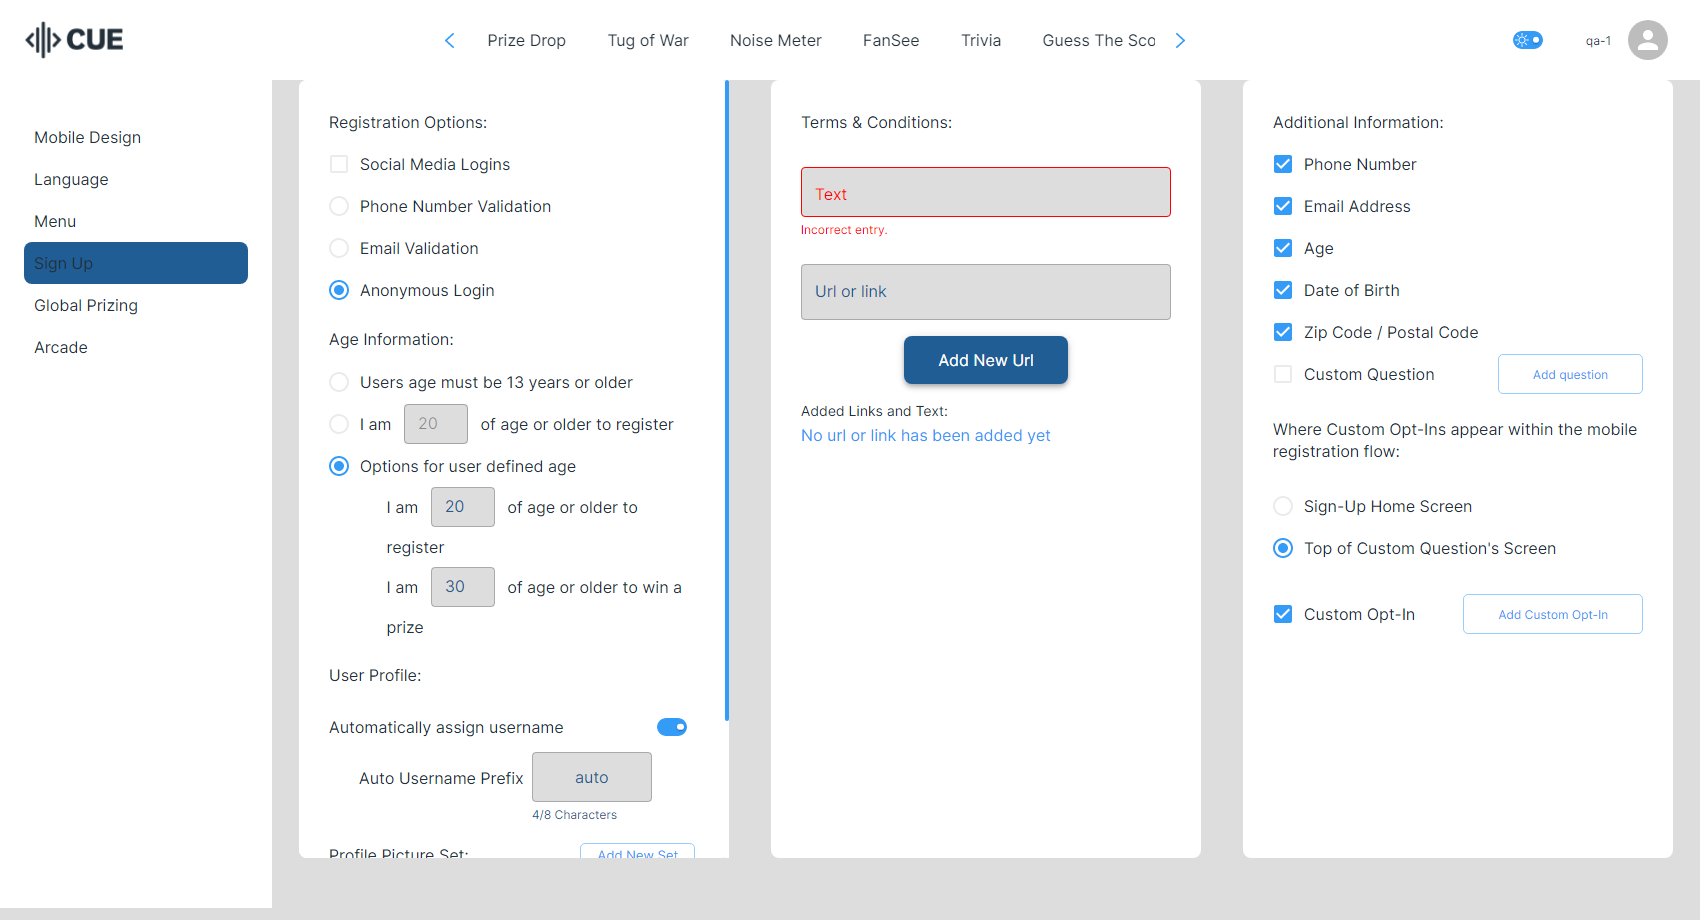 CUE
Prize Drop
Tug of War
Noise Meter
FanSee
Trivia
Guess The Sco
qa-1
Mobile Design
Language
Menu
Sign Up
Global Prizing
Arcade
Registration Options:
Social Media Logins
Phone Number Validation
Email Validation
Anonymous Login
Age Information:
Users age must be 13 years or older
I am 20 of age or older to register
Options for user defined age
I am 20 of age or older to
register
I am 30 of age or older to win a
prize
User Profile:
Automatically assign username
Auto Username Prefix auto
4/8 Characters
Profile Picture Set: Add New Set
Terms & Conditions:
Text
Incorrect entry.
Url or link
Add New Url
Added Links and Text:
No url or link has been added yet
Additional Information:
Phone Number
Email Address
Age
Date of Birth
Zip Code / Postal Code
Custom Question Add question
Where Custom Opt-Ins appear within the mobile
registration flow:
Sign-Up Home Screen
Top of Custom Question's Screen
Custom Opt-In Add Custom Opt-In